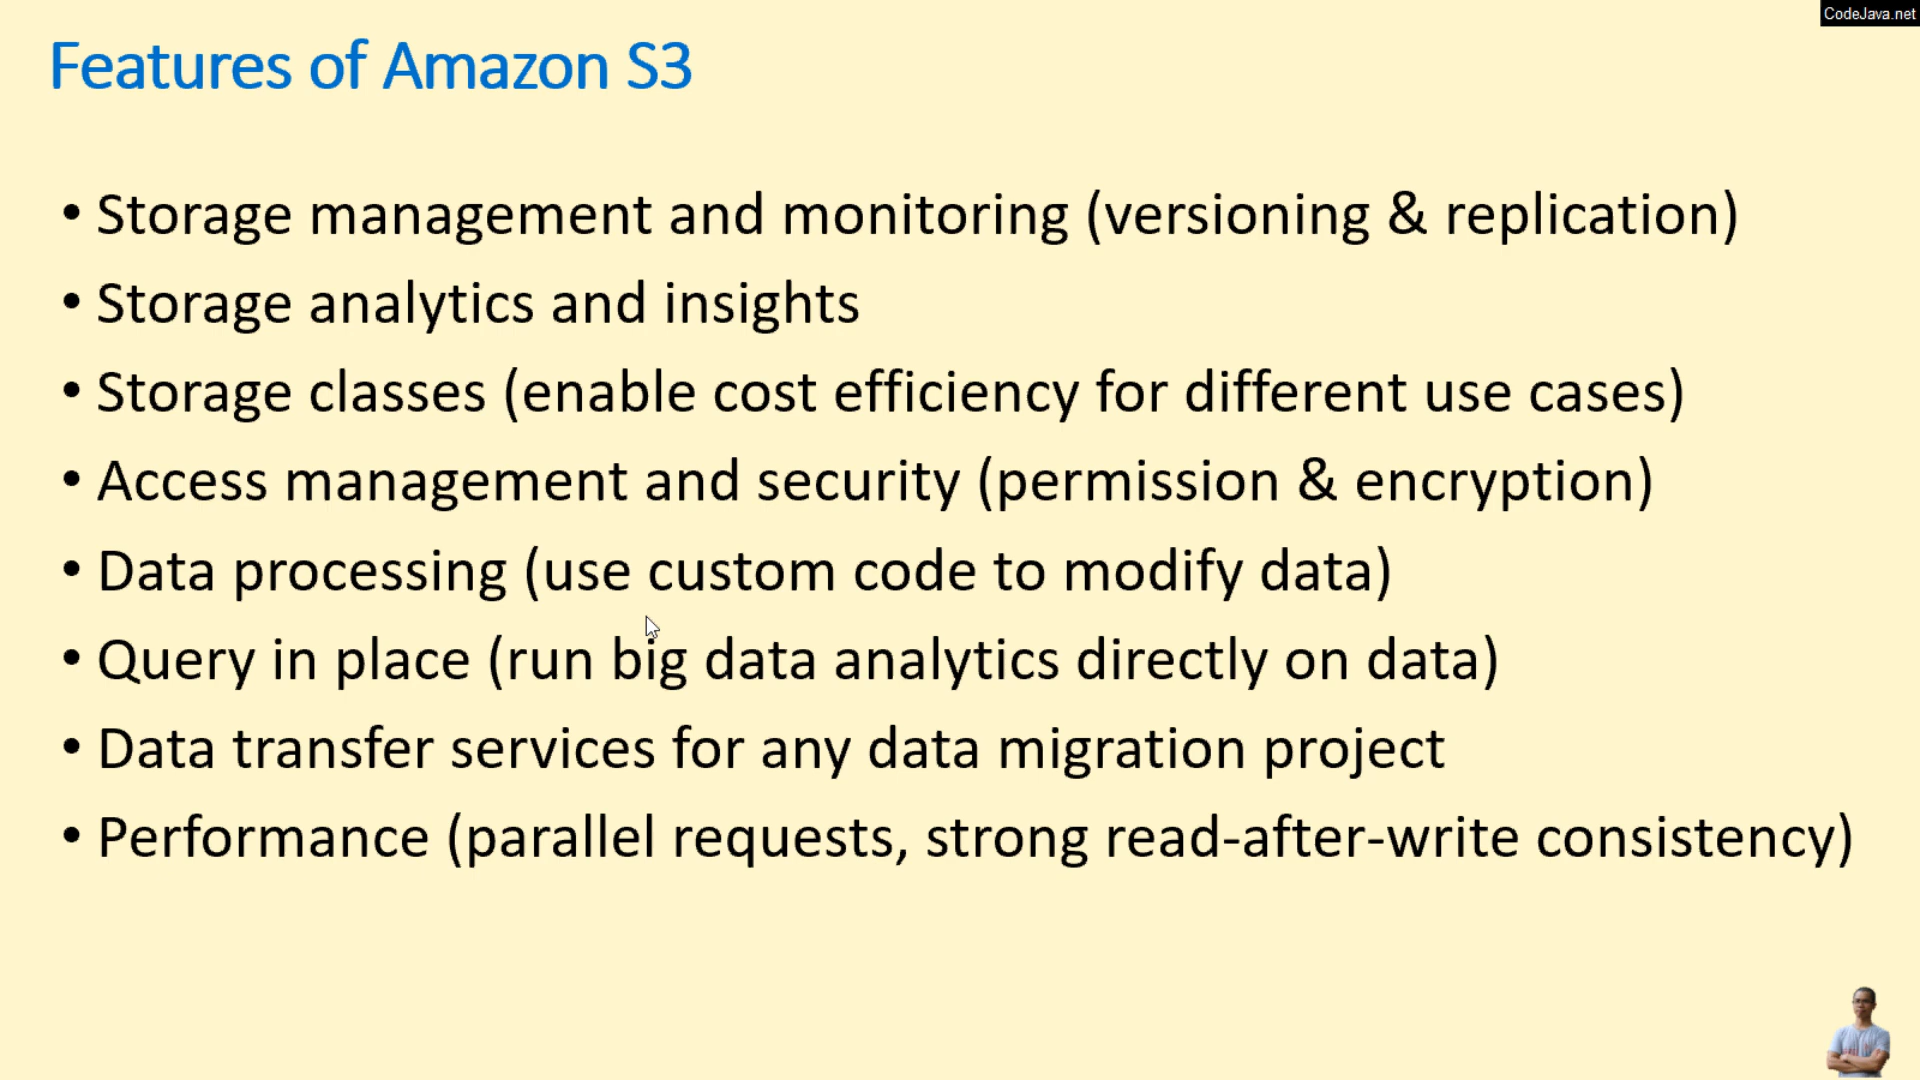 CodeJava.net
Features of Amazon S3
• Storage management and monitoring (versioning & replication)
• Storage analytics and insights
• Storage classes (enable cost efficiency for different use cases)
• Access management and security (permission & encryption)
• Data processing (use custom code to modify data)
• Query in place (run big data analytics directly on data)
• Data transfer services for any data migration project
• Performance (parallel requests, strong read-after-write consistency)